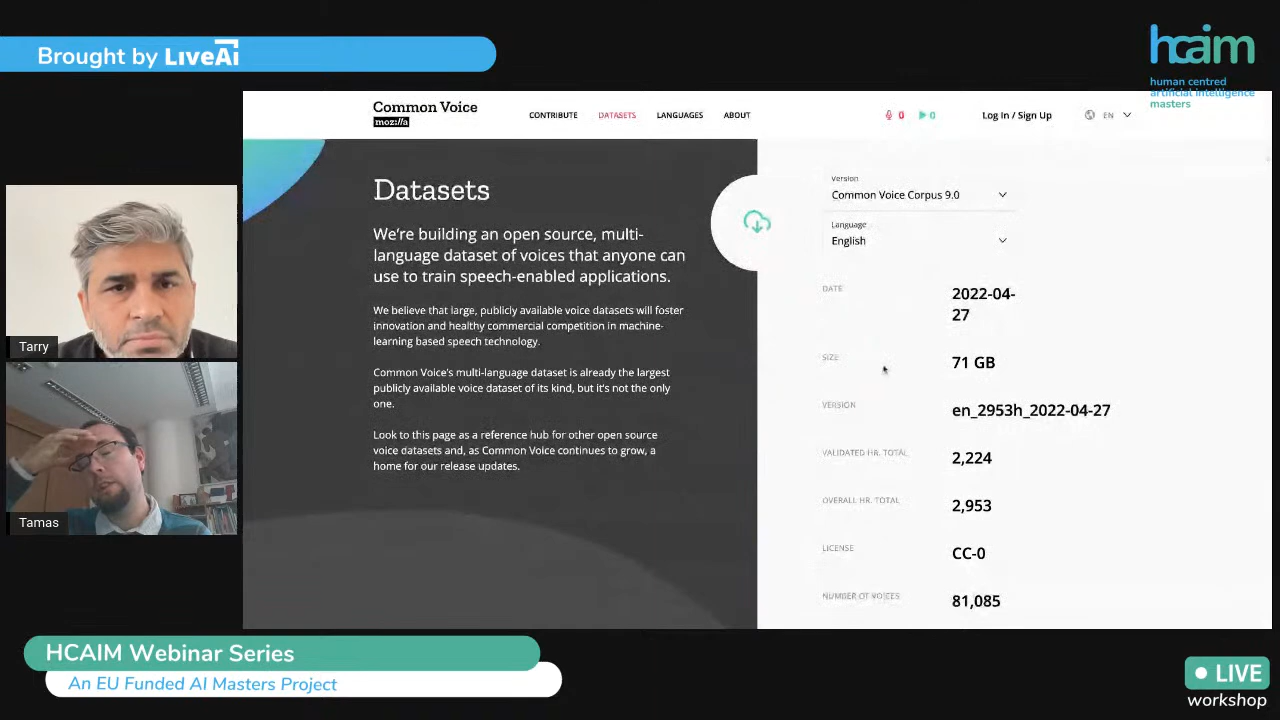 Brought by LıveAi
hcaim
human centred
artificial intelligence
masters
Common Voice
moz://a
CONTRIBUTE DATASETS LANGUAGES ABOUT
0 0
Log In / Sign Up
EN
Datasets
We're building an open source, multi-
language dataset of voices that anyone can
use to train speech-enabled applications.
We believe that large, publicly available voice datasets will foster
innovation and healthy commercial competition in machine-
learning based speech technology.
Common Voice's multi-language dataset is already the largest
publicly available voice dataset of its kind, but it's not the only
one.
Look to this page as a reference hub for other open source
voice datasets and, as Common Voice continues to grow, a
home for our release updates.
Version
Common Voice Corpus 9.0
Language
English
DATE 2022-04-
27
SIZE 71 GB
VERSION en_2953h_2022-04-27
VALIDATED HR. TOTAL 2,224
OVERALL HR. TOTAL 2,953
LICENSE CC-0
NUMBER OF VOICES 81,085
Tarry
Tamas
HCAIM Webinar Series
An EU Funded AI Masters Project
LIVE
workshop